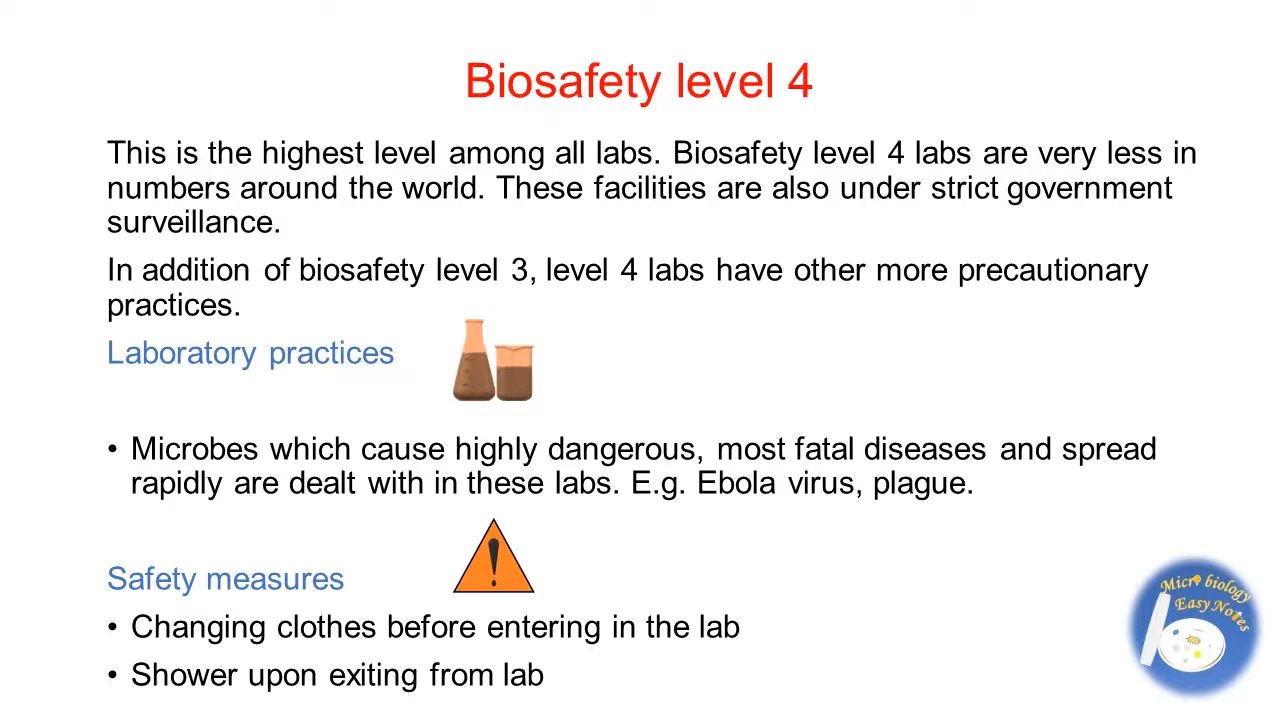 Biosafety level 4
This is the highest level among all labs. Biosafety level 4 labs are very less in
numbers around the world. These facilities are also under strict government
surveillance.
In addition of biosafety level 3, level 4 labs have other more precautionary
practices.
Laboratory practices
• Microbes which cause highly dangerous, most fatal diseases and spread
rapidly are dealt with in these labs. E.g. Ebola virus, plague.
Safety measures
• Changing clothes before entering in the lab
• Shower upon exiting from lab
Microbiology
Easy Notes